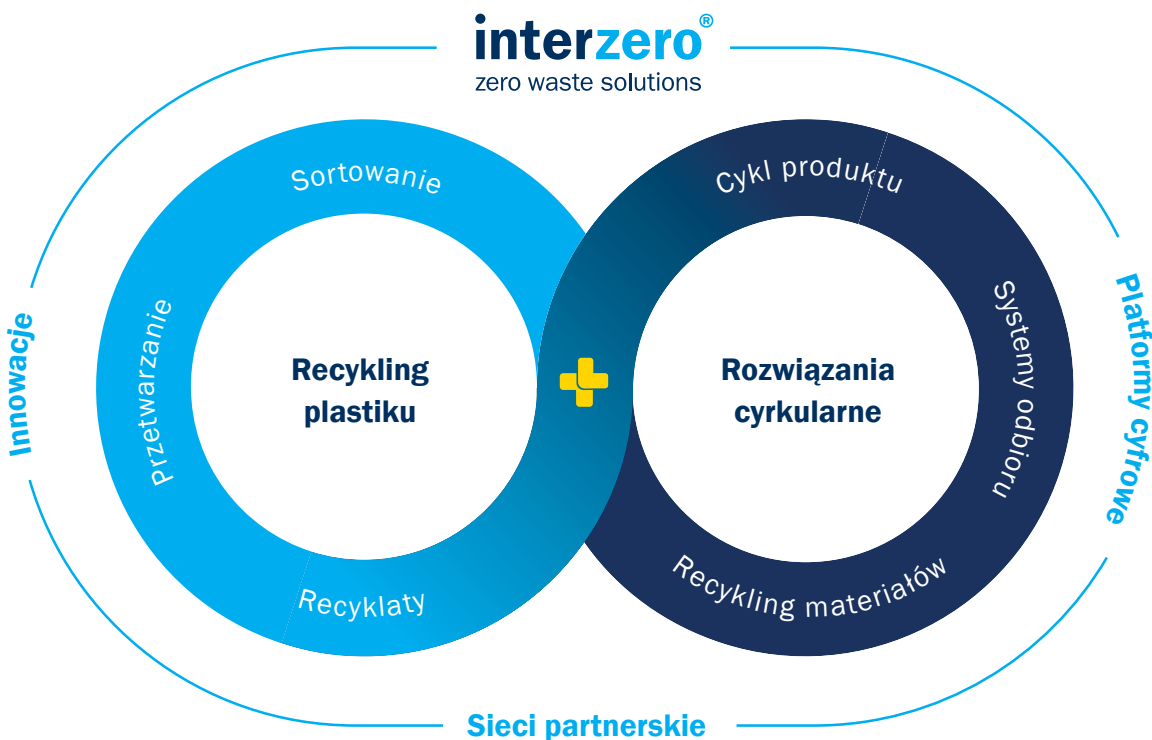 interzero®
zero waste solutions
Sortowanie
Przetwarzanie
Recyklaty
Recykling
plastiku
Cykl produktu
Systemy odbioru
Recykling materiałów
Rozwiązania
cyrkularne
Innowacje
Platformy cyfrowe
Sieci partnerskie